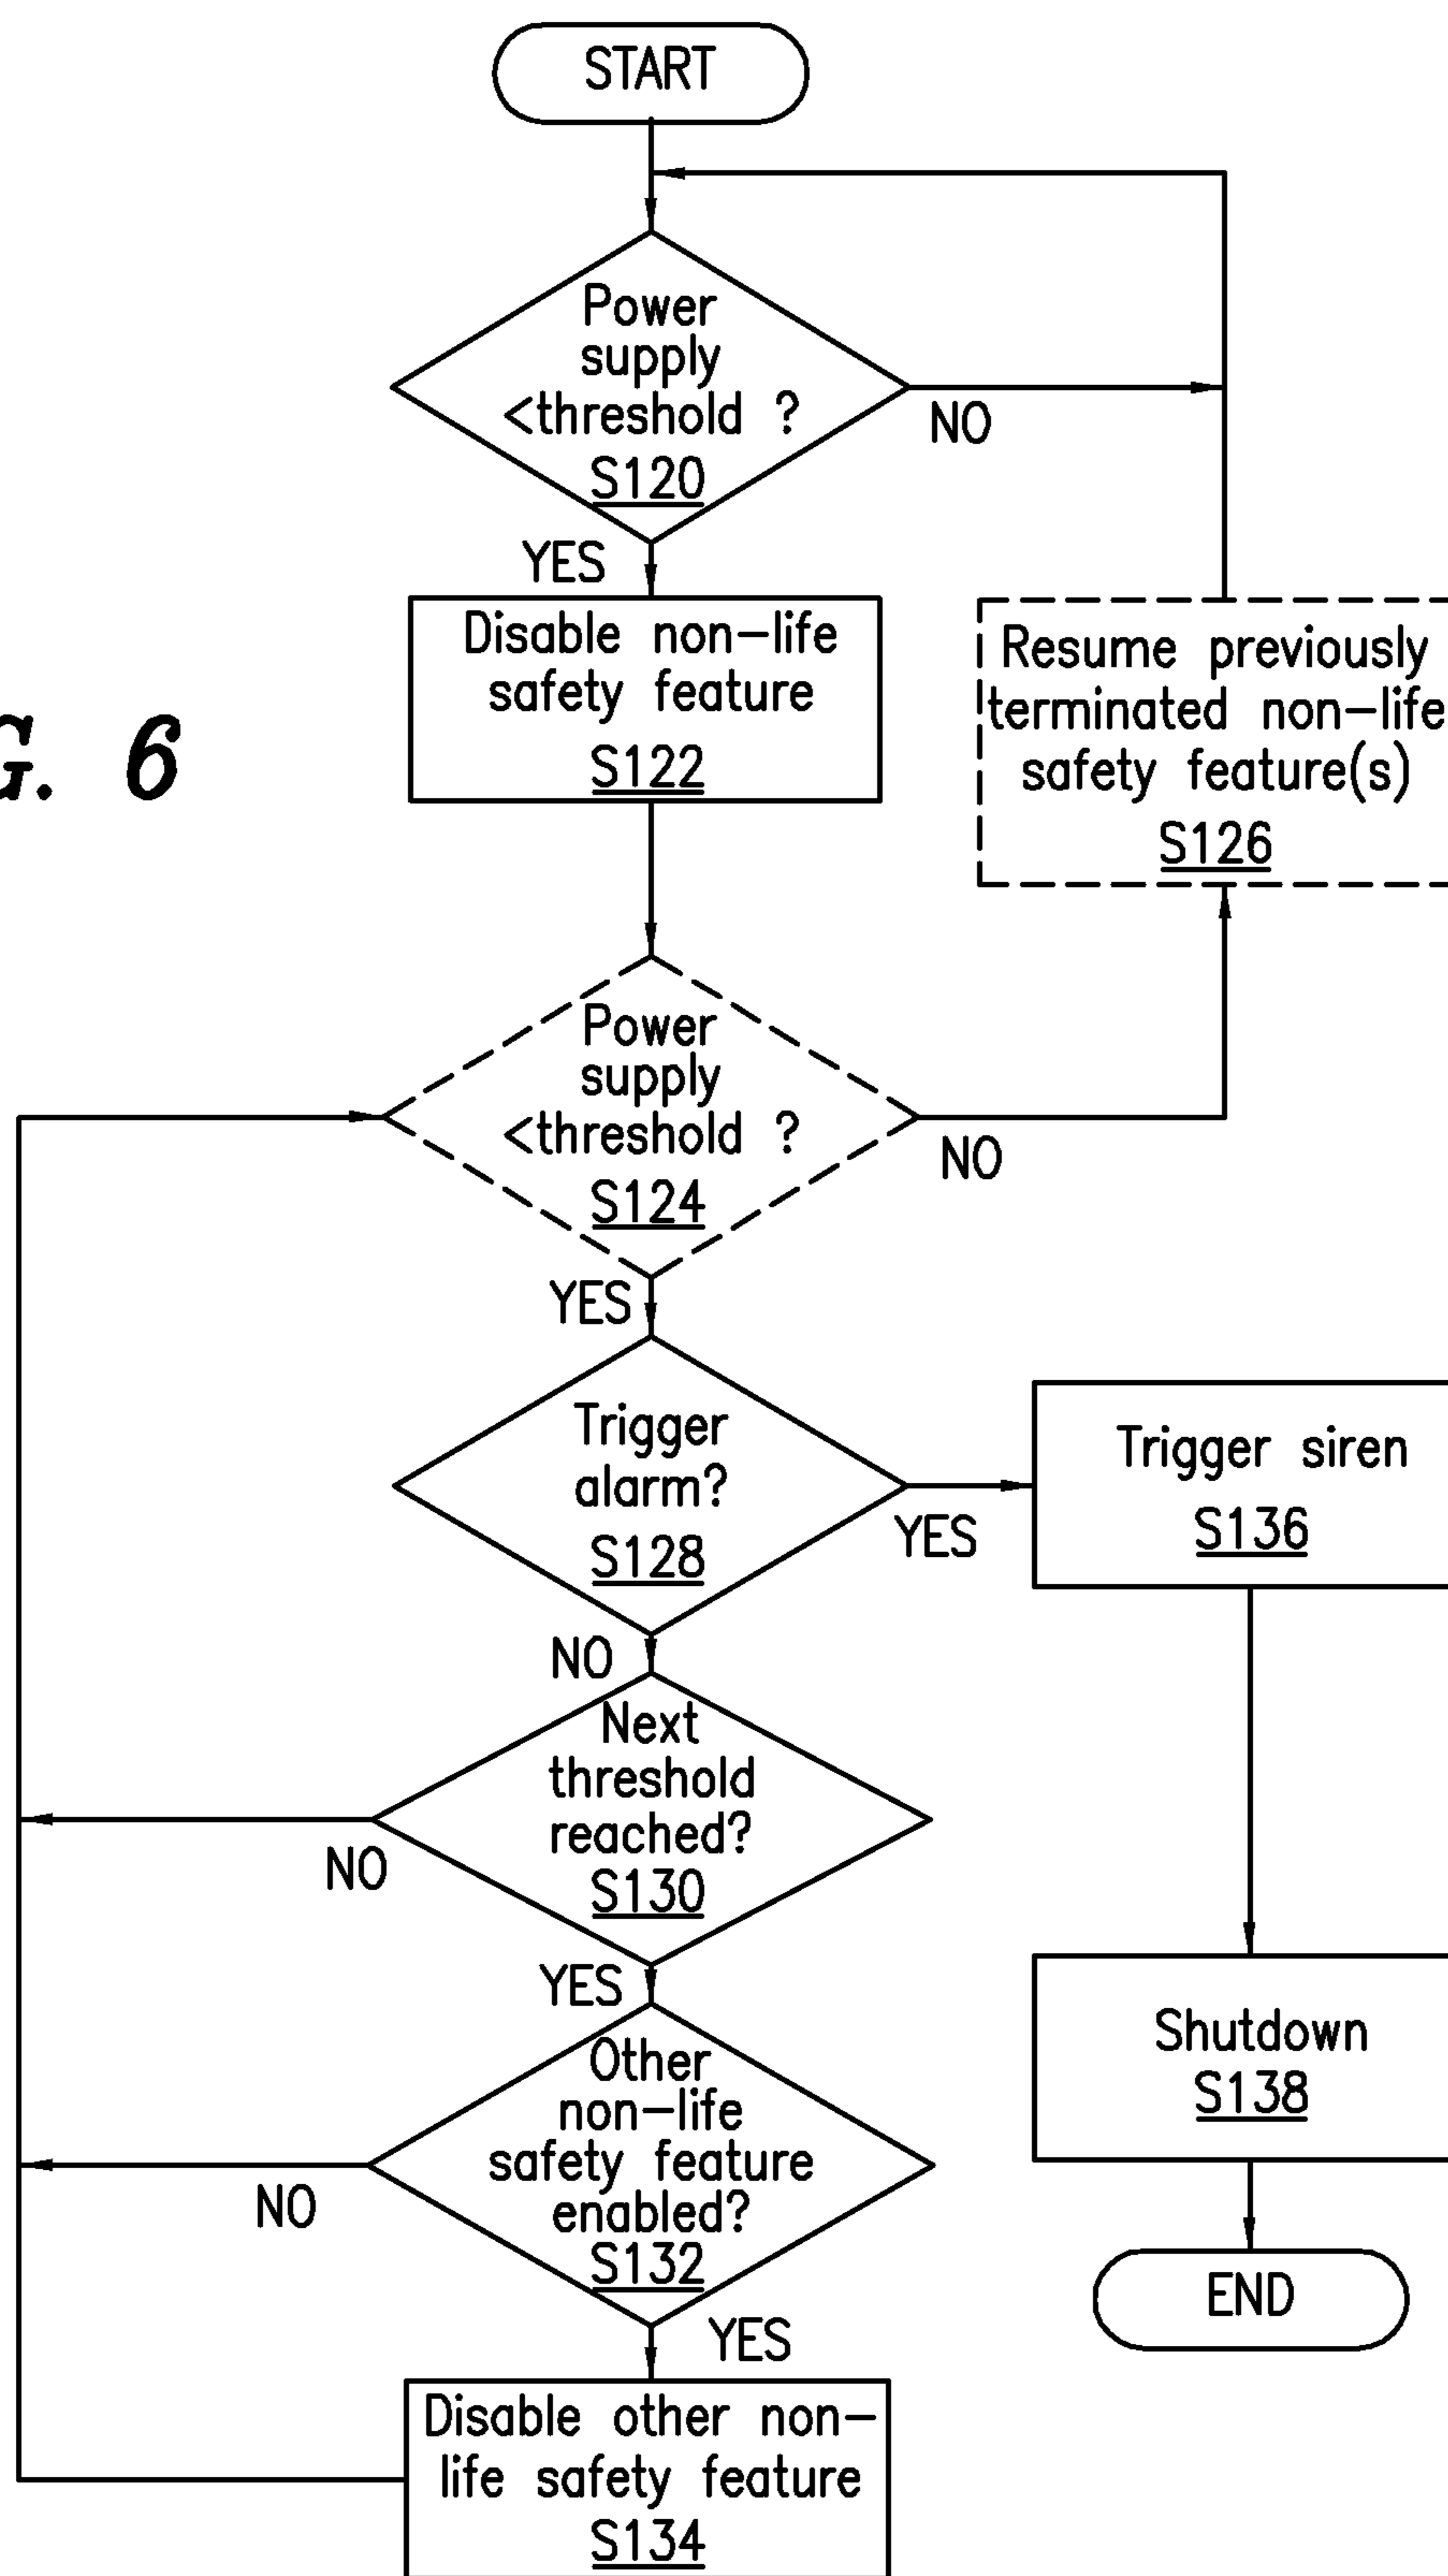 START
Power
supply
<threshold ?
S120
NO
YES
Disable non-life
safety feature
S122
Resume previously
terminated non-life
safety feature(s)
S126
G. 6
Power
supply
<threshold ?
S124
NO
YES
Trigger
alarm?
S128
YES
Trigger siren
S136
NO
Next
threshold
reached?
S130
NO
YES
Shutdown
S138
Other
non-life
safety feature
enabled?
S132
NO
YES
END
Disable other non-
life safety feature
S134